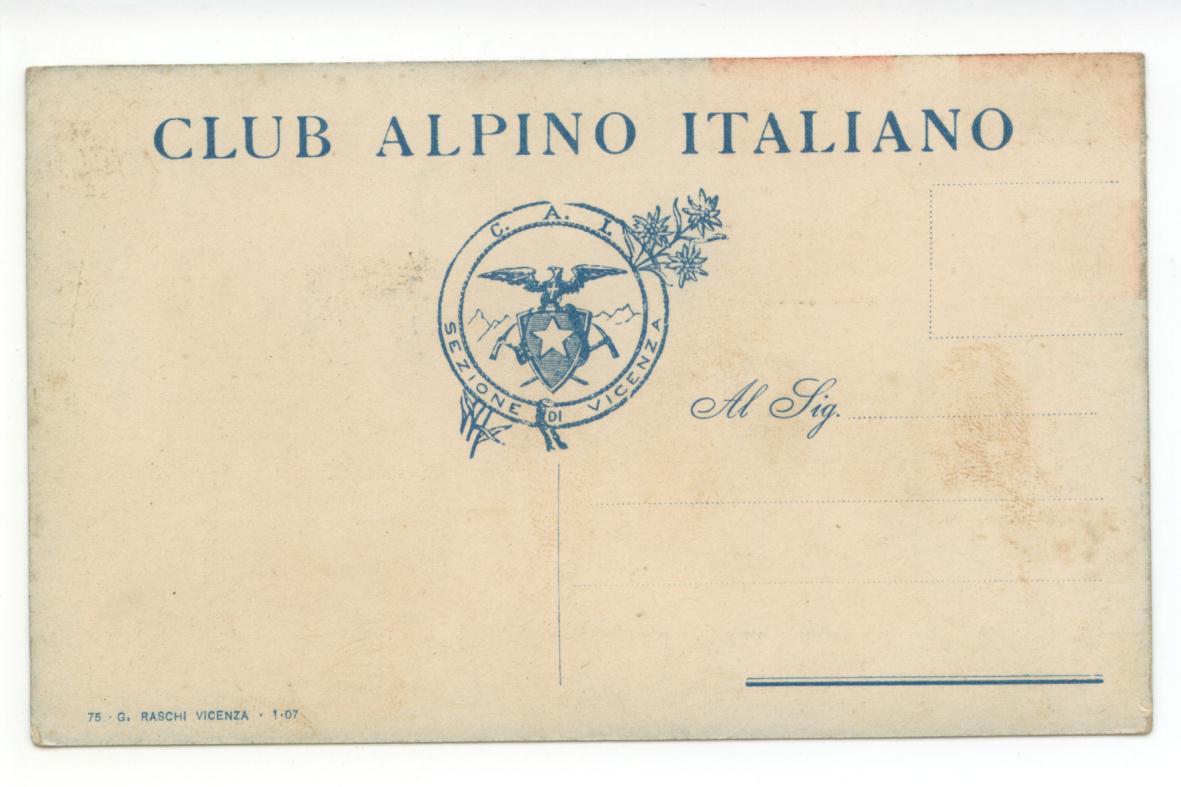 CLUB ALPINO ITALIANO
C. A. I.
SEZIONE DI VICENZA
Al Sig.
75 · G. RASCHI VICENZA · 1-07